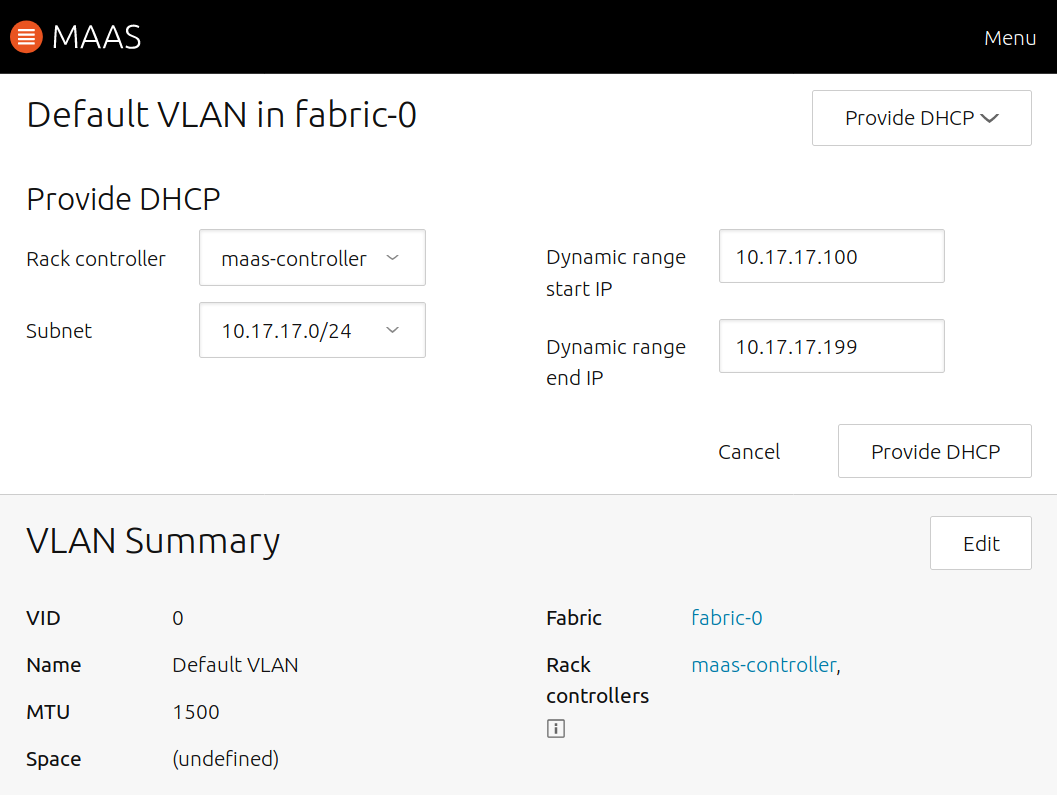 MAAS
Menu
Default VLAN in fabric-0
Provide DHCP
Provide DHCP
Rack controller
maas-controller
Subnet
10.17.17.0/24
Dynamic range
start IP
10.17.17.100
Dynamic range
end IP
10.17.17.199
Cancel
Provide DHCP
VLAN Summary
Edit
VID
0
Name
Default VLAN
MTU
1500
Space
(undefined)
Fabric
fabric-0
Rack
controllers
maas-controller,